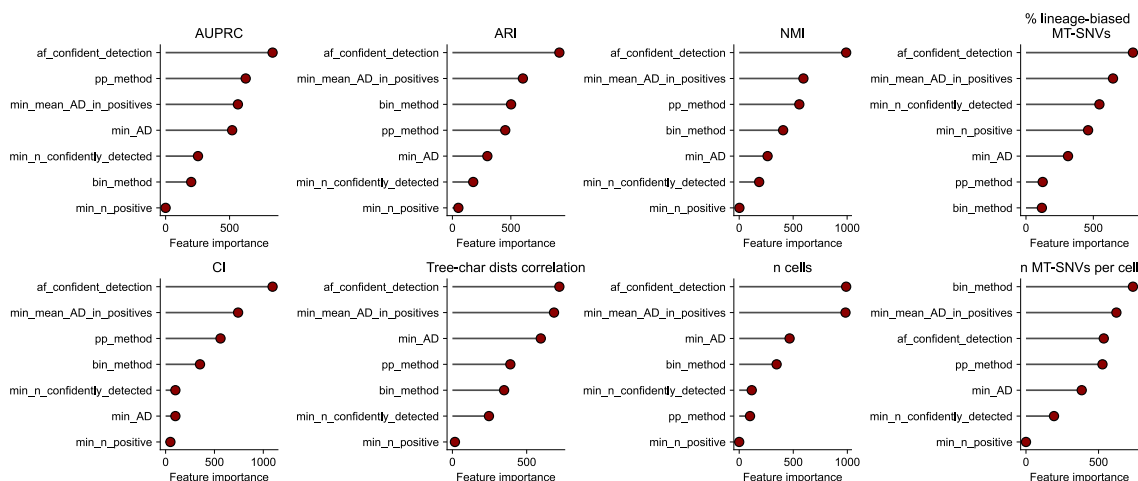 AUPRC
af_confident_detection
pp_method
min_mean_AD_in_positives
min_AD
min_n_confidently_detected
bin_method
min_n_positive
0
500
Feature importance
ARI
af_confident_detection
min_mean_AD_in_positives
bin_method
pp_method
min_AD
min_n_confidently_detected
min_n_positive
0
500
Feature importance
NMI
af_confident_detection
min_mean_AD_in_positives
pp_method
bin_method
min_AD
min_n_confidently_detected
min_n_positive
0
500
1000
Feature importance
% lineage-biased
MT-SNVs
af_confident_detection
min_mean_AD_in_positives
min_n_confidently_detected
min_n_positive
min_AD
pp_method
bin_method
500
Feature importance
CI
af_confident_detection
min_mean_AD_in_positives
pp_method
bin_method
min_n_confidently_detected
min_AD
min_n_positive
0
500
1000
Feature importance
Tree-char dists correlation
af_confident_detection
min_mean_AD_in_positives
min_AD
pp_method
bin_method
min_n_confidently_detected
min_n_positive
0
500
Feature importance
n cells
af_confident_detection
min_mean_AD_in_positives
min_AD
bin_method
min_n_confidently_detected
pp_method
min_n_positive
0
500
1000
Feature importance
n MT-SNVs per cell
bin_method
min_mean_AD_in_positives
af_confident_detection
pp_method
min_AD
min_n_confidently_detected
min_n_positive
0
500
Feature importance